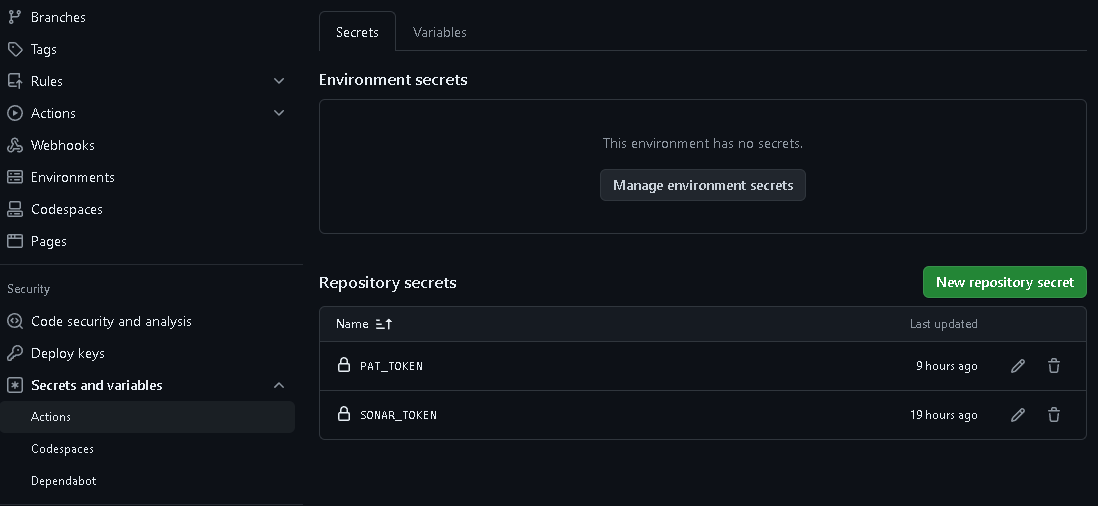 Branches
Tags
Rules
Actions
Webhooks
Environments
Codespaces
Pages
Security
Code security and analysis
Deploy keys
Secrets and variables
Actions
Codespaces
Dependabot
Secrets Variables
Environment secrets
This environment has no secrets.
Manage environment secrets
Repository secrets New repository secret
Name Last updated
PAT_TOKEN 9 hours ago
SONAR_TOKEN 19 hours ago